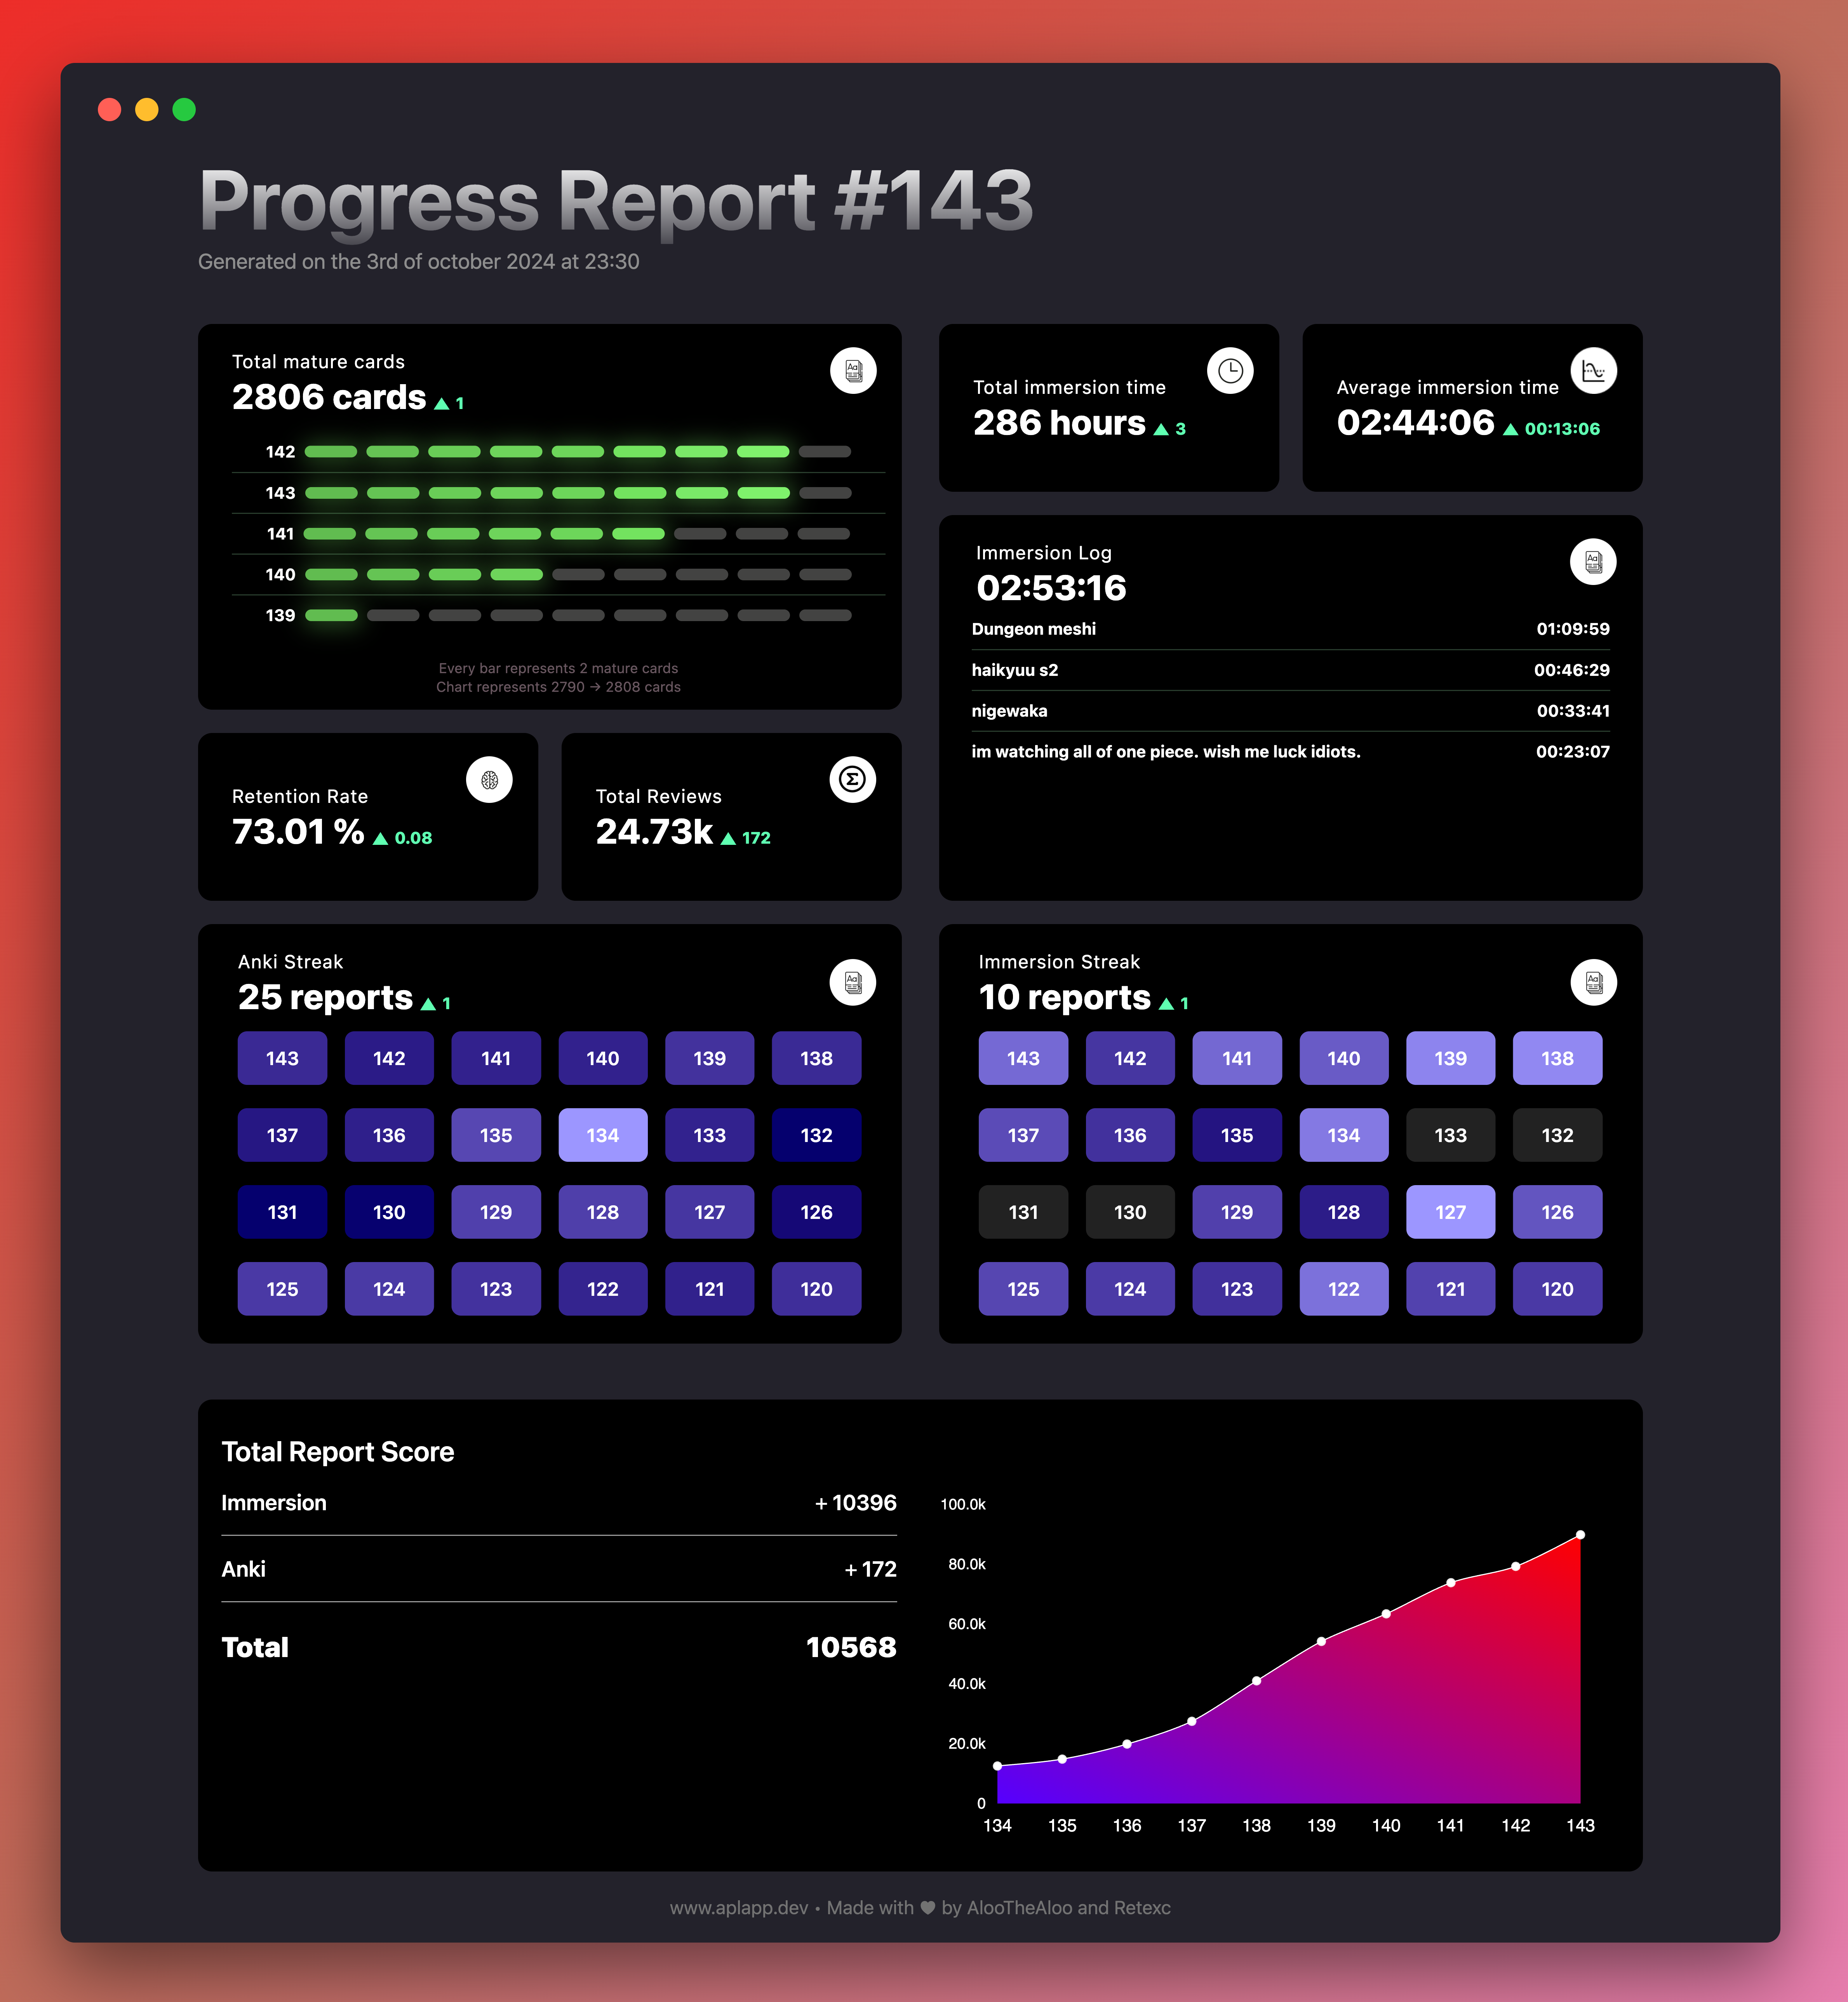 Progress Report #143
Generated on the 3rd of october 2024 at 23:30
Total mature cards
2806 cards ▲ 1
142
143
141
140
139
Every bar represents 2 mature cards
Chart represents 2790 → 2808 cards
Total immersion time
286 hours ▲ 3
Average immersion time
02:44:06 ▲ 00:13:06
Immersion Log
02:53:16
Dungeon meshi 01:09:59
haikyuu s2 00:46:29
nigewaka 00:33:41
im watching all of one piece. wish me luck idiots. 00:23:07
Retention Rate
73.01 % ▲ 0.08
Total Reviews
24.73k ▲ 172
Anki Streak
25 reports ▲ 1
143 142 141 140 139 138
137 136 135 134 133 132
131 130 129 128 127 126
125 124 123 122 121 120
Immersion Streak
10 reports ▲ 1
143 142 141 140 139 138
137 136 135 134 133 132
131 130 129 128 127 126
125 124 123 122 121 120
Total Report Score
Immersion + 10396
Anki + 172
Total 10568
100.0k
80.0k
60.0k
40.0k
20.0k
0
134 135 136 137 138 139 140 141 142 143
www.aplapp.dev • Made with ♥ by AlooTheAloo and Retexc
Aa
Aa
Σ
Aa
Aa